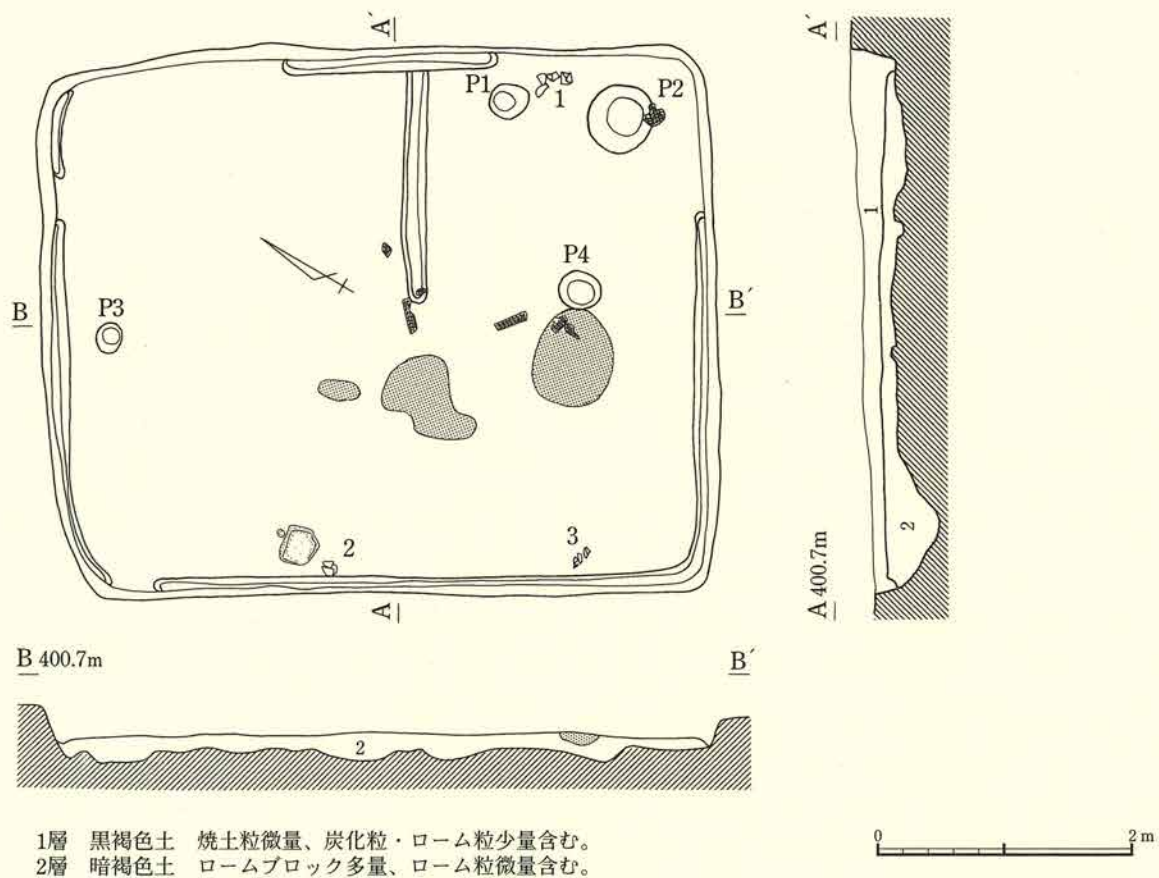 A´
A´
P1
1
P2
P4
B
B´
P3
1
2
3
2
A
A 400.7m
B 400.7m
B´
2
1層 黒褐色土 焼土粒微量、炭化粒・ローム粒少量含む。
2層 暗褐色土 ロームブロック多量、ローム粒微量含む。
0
2 m